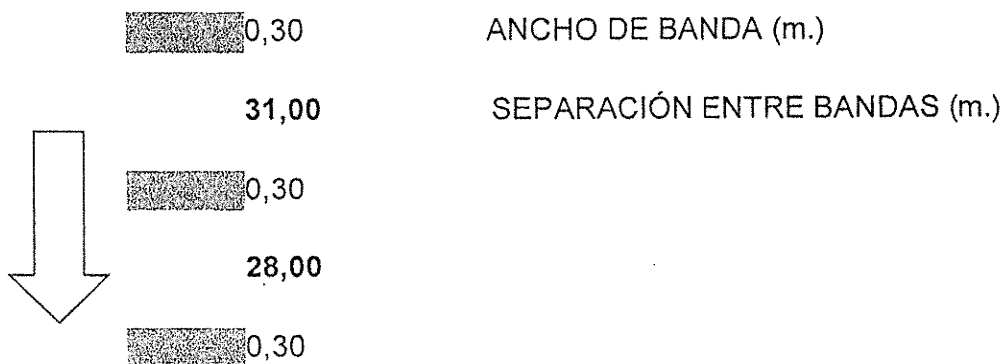 0,30 ANCHO DE BANDA (m.)
31,00 SEPARACIÓN ENTRE BANDAS (m.)
0,30
28,00
0,30